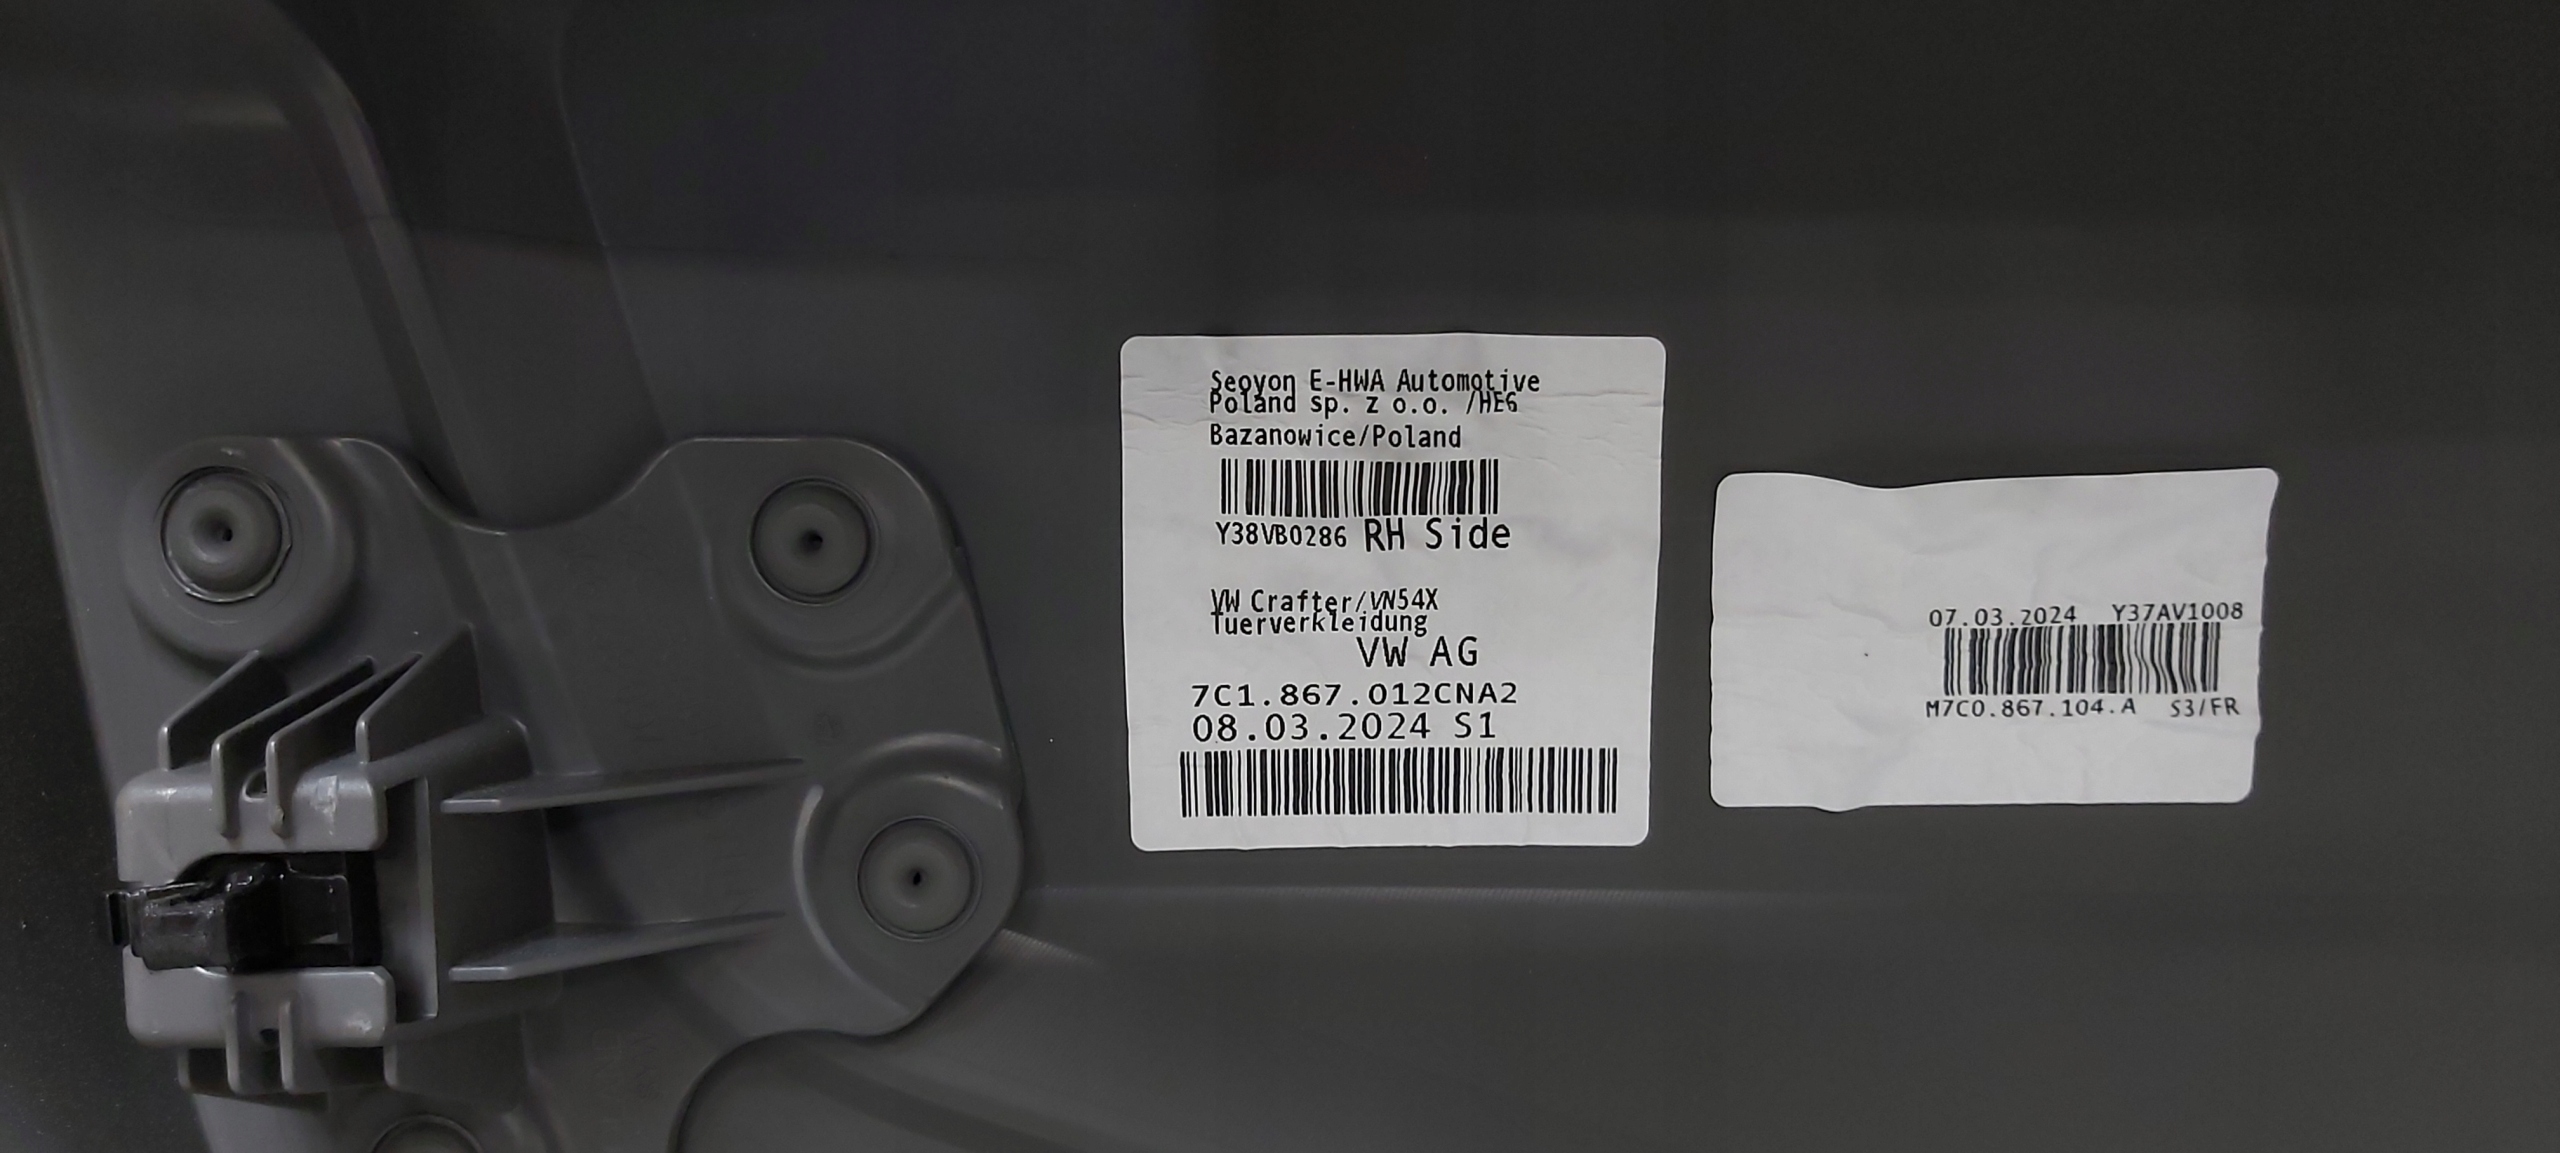 Seoyon E-HWA Automotive
Poland sp. z o.o. /HE6
Bazanowice/Poland
Y38VB0286 RH Side
VW Crafter/VN54X
Tuerverkleidung
VW AG
7C1.867.012CNA2
08.03.2024 S1
07.03.2024 Y37AV1008
M7C0.867.104.A S3/FR